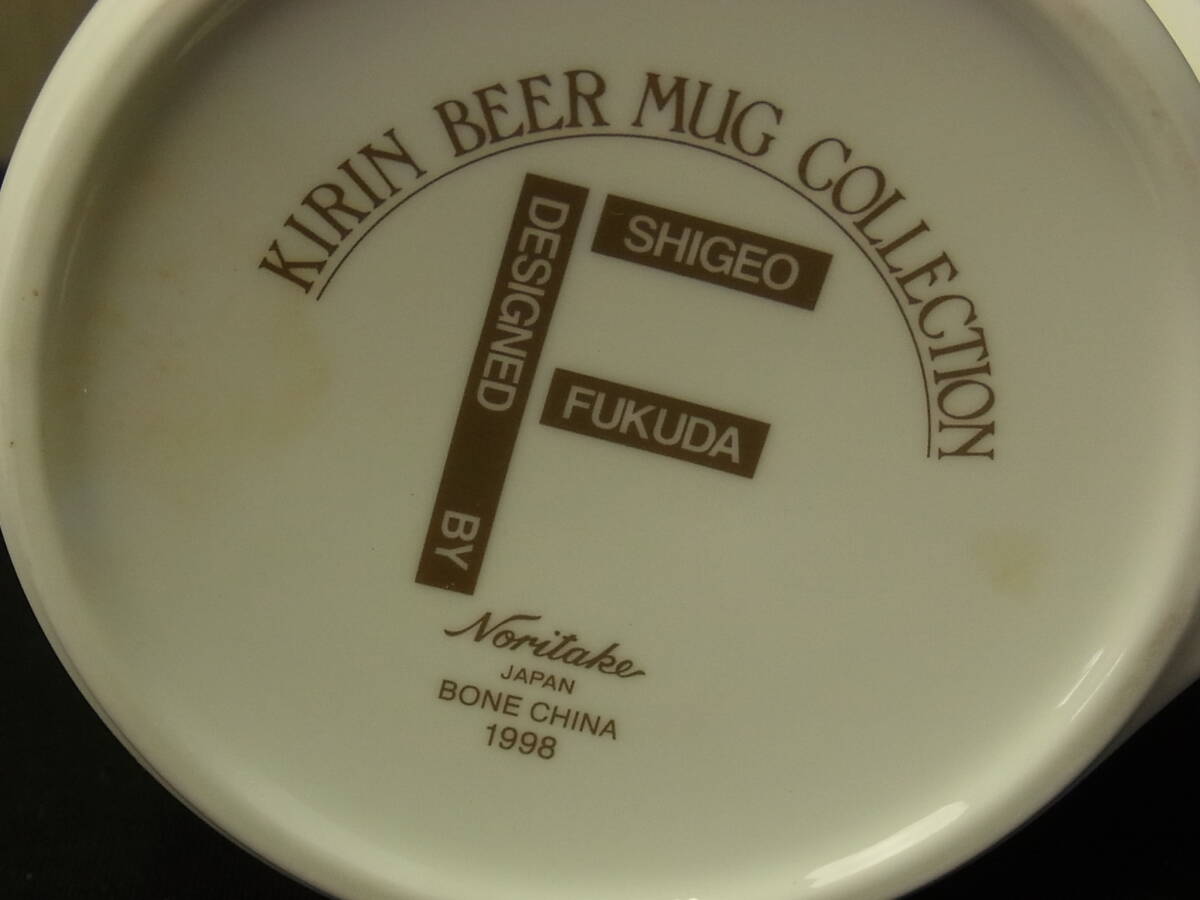 KIRIN BEER MUG COLLECTION
DESIGNED BY
SHIGEO
FUKUDA
Noritake
JAPAN
BONE CHINA
1998